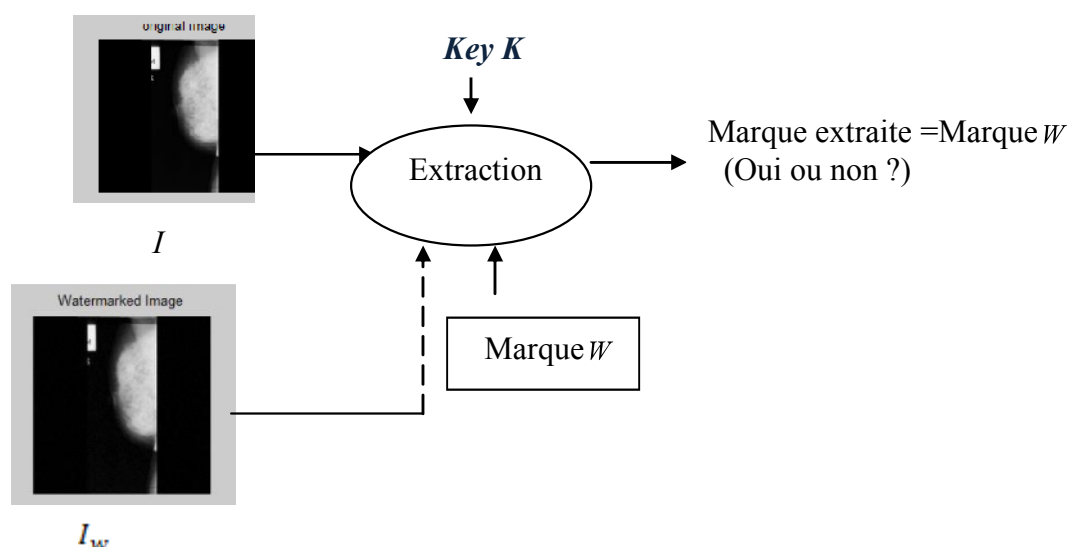 original image
Key K
Extraction
Marque extraite =Marque W
(Oui ou non ?)
I
Watermarked Image
Marque W
I_w